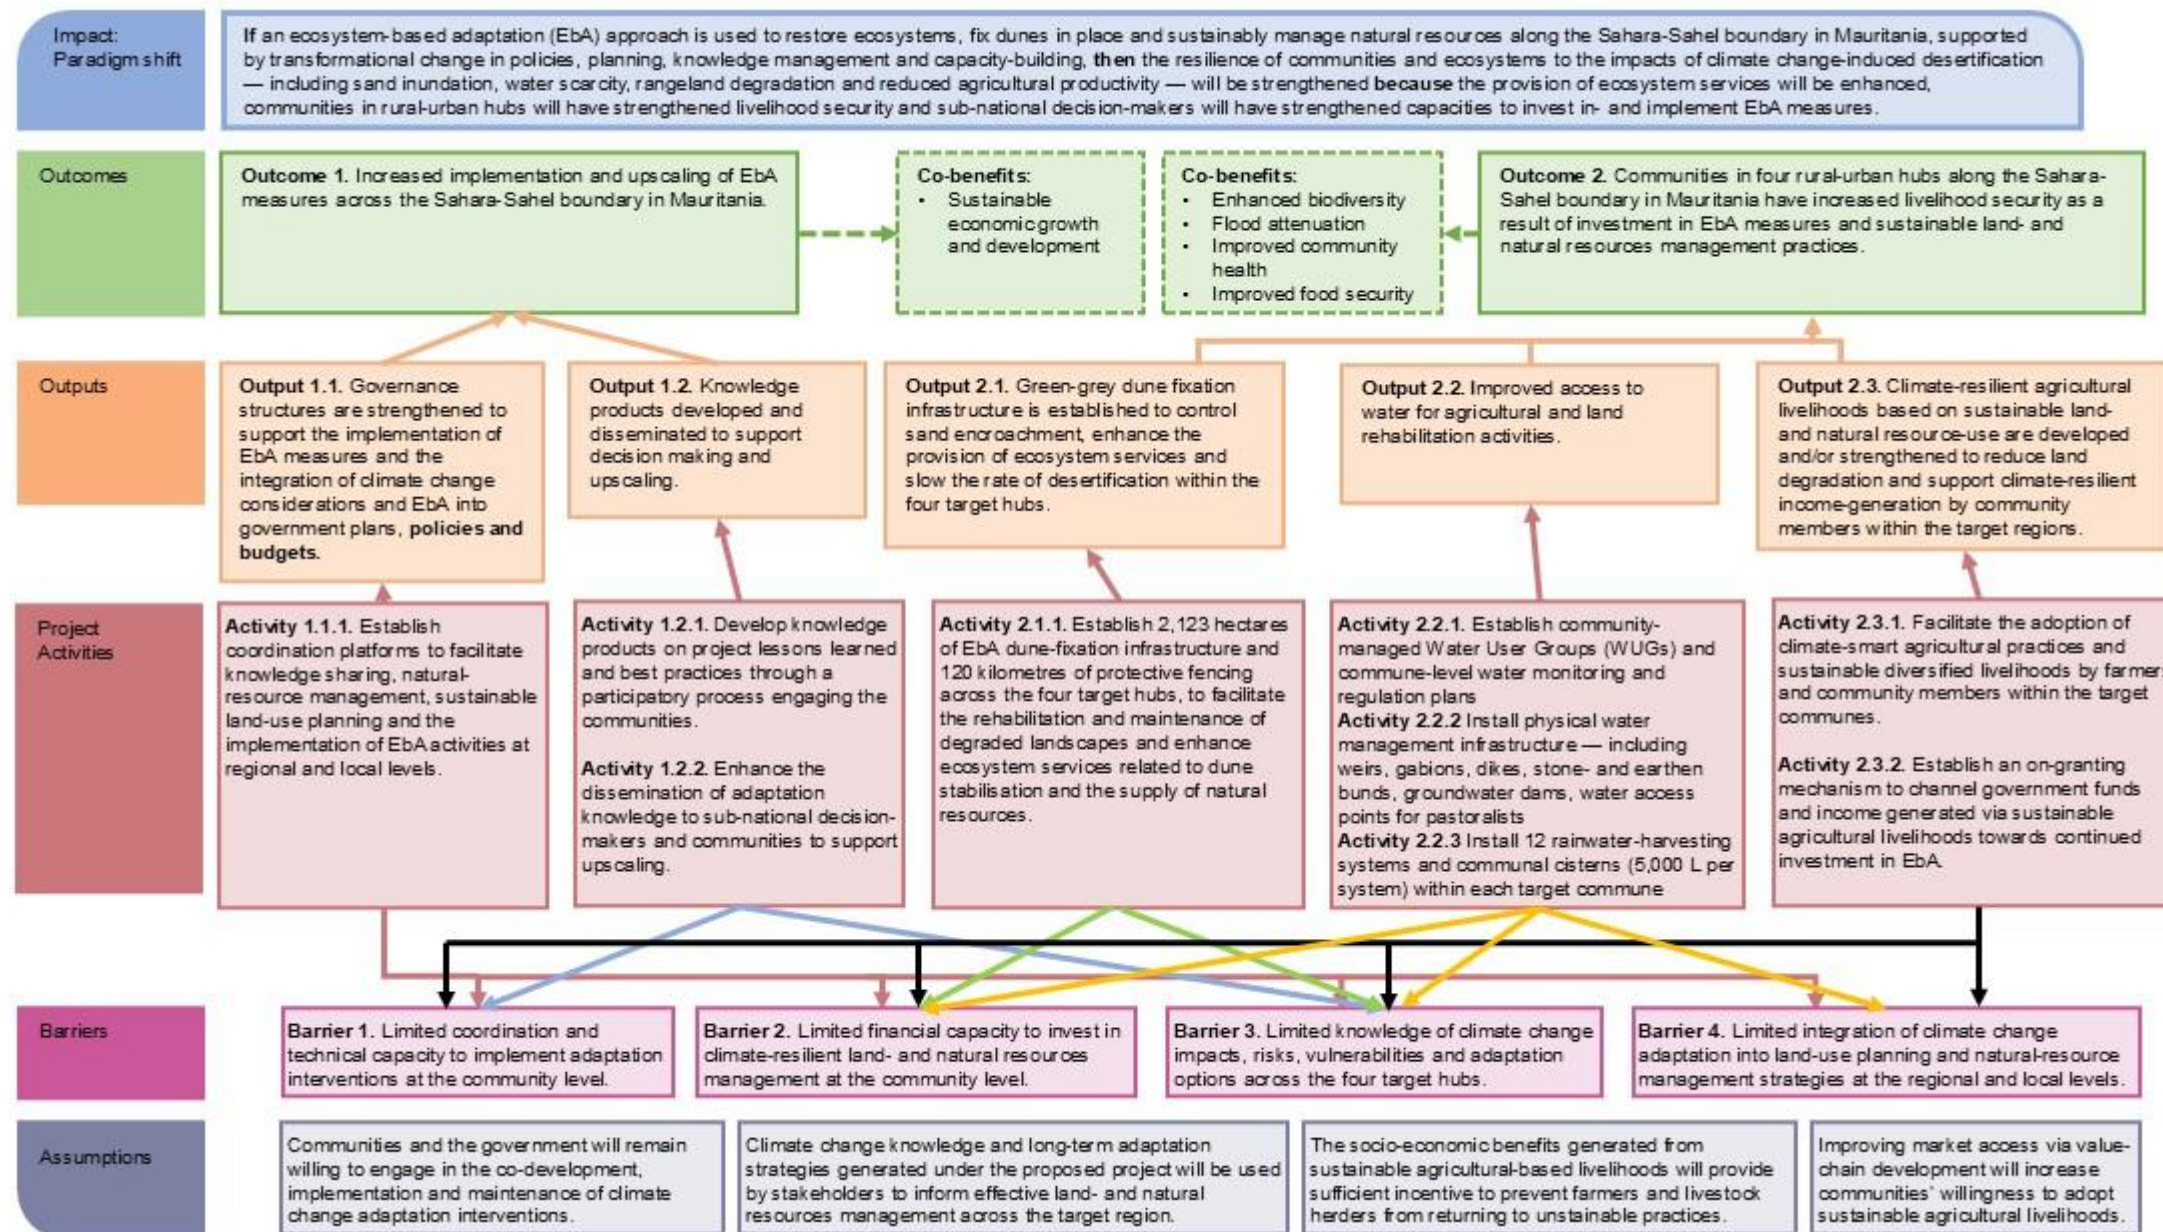 Impact:
Paradigm shift
If an ecosystem-based adaptation (EbA) approach is used to restore ecosystems, fix dunes in place and sustainably manage natural resources along the Sahara-Sahel boundary in Mauritania, supported
by transformational change in policies, planning, knowledge management and capacity-building, then the resilience of communities and ecosystems to the impacts of climate change-induced desertification
— including sand inundation, water scarcity, rangeland degradation and reduced agricultural productivity — will be strengthened because the provision of ecosystem services will be enhanced,
communities in rural-urban hubs will have strengthened livelihood security and sub-national decision-makers will have strengthened capacities to invest in- and implement EbA measures.
Outcomes
Outcome 1. Increased implementation and upscaling of EbA
measures across the Sahara-Sahel boundary in Mauritania.
Co-benefits:
• Sustainable
economic growth
and development
Co-benefits:
• Enhanced biodiversity
• Flood attenuation
• Improved community
health
• Improved food security
Outcome 2. Communities in four rural-urban hubs along the Sahara-
Sahel boundary in Mauritania have increased livelihood security as a
result of investment in EbA measures and sustainable land- and
natural resources management practices.
Outputs
Output 1.1. Governance
structures are strengthened to
support the implementation of
EbA measures and the
integration of climate change
considerations and EbA into
government plans, policies and
budgets.
Output 1.2. Knowledge
products developed and
disseminated to support
decision making and
upscaling.
Output 2.1. Green-grey dune fixation
infrastructure is established to control
sand encroachment, enhance the
provision of ecosystem services and
slow the rate of desertification within the
four target hubs.
Output 2.2. Improved access to
water for agricultural and land
rehabilitation activities.
Output 2.3. Climate-resilient agricultural
livelihoods based on sustainable land-
and natural resource-use are developed
and/or strengthened to reduce land
degradation and support climate-resilient
income-generation by community
members within the target regions.
Project
Activities
Activity 1.1.1. Establish
coordination platforms to facilitate
knowledge sharing, natural-
resource management, sustainable
land-use planning and the
implementation of EbA activities at
regional and local levels.
Activity 1.2.1. Develop knowledge
products on project lessons learned
and best practices through a
participatory process engaging the
communities.
Activity 1.2.2. Enhance the
dissemination of adaptation
knowledge to sub-national decision-
makers and communities to support
upscaling.
Activity 2.1.1. Establish 2,123 hectares
of EbA dune-fixation infrastructure and
120 kilometres of protective fencing
across the four target hubs, to facilitate
the rehabilitation and maintenance of
degraded landscapes and enhance
ecosystem services related to dune
stabilisation and the supply of natural
resources.
Activity 2.2.1. Establish community-
managed Water User Groups (WUGs) and
commune-level water monitoring and
regulation plans
Activity 2.2.2 Install physical water
management infrastructure — including
weirs, gabions, dikes, stone- and earthen
bunds, groundwater dams, water access
points for pastoralists
Activity 2.2.3 Install 12 rainwater-harvesting
systems and communal cisterns (5,000 L per
system) within each target commune
Activity 2.3.1. Facilitate the adoption of
climate-smart agricultural practices and
sustainable diversified livelihoods by farmers
and community members within the target
communes.
Activity 2.3.2. Establish an on-granting
mechanism to channel government funds
and income generated via sustainable
agricultural livelihoods towards continued
investment in EbA.
Barriers
Barrier 1. Limited coordination and
technical capacity to implement adaptation
interventions at the community level.
Barrier 2. Limited financial capacity to invest in
climate-resilient land- and natural resources
management at the community level.
Barrier 3. Limited knowledge of climate change
impacts, risks, vulnerabilities and adaptation
options across the four target hubs.
Barrier 4. Limited integration of climate change
adaptation into land-use planning and natural-resource
management strategies at the regional and local levels.
Assumptions
Communities and the government will remain
willing to engage in the co-development,
implementation and maintenance of climate
change adaptation interventions.
Climate change knowledge and long-term adaptation
strategies generated under the proposed project will be used
by stakeholders to inform effective land- and natural
resources management across the target region.
The socio-economic benefits generated from
sustainable agricultural-based livelihoods will provide
sufficient incentive to prevent farmers and livestock
herders from returning to unstainable practices.
Improving market access via value-
chain development will increase
communities' willingness to adopt
sustainable agricultural livelihoods.